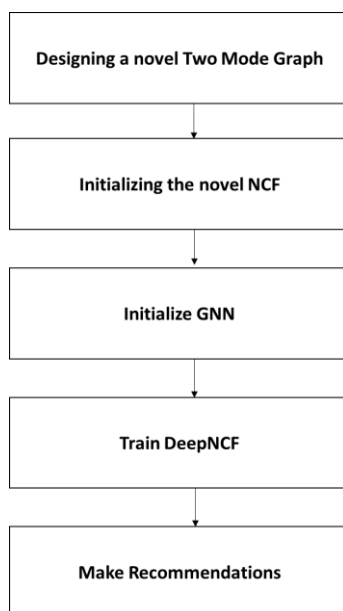 Designing a novel Two Mode Graph
Initializing the novel NCF
Initialize GNN
Train DeepNCF
Make Recommendations